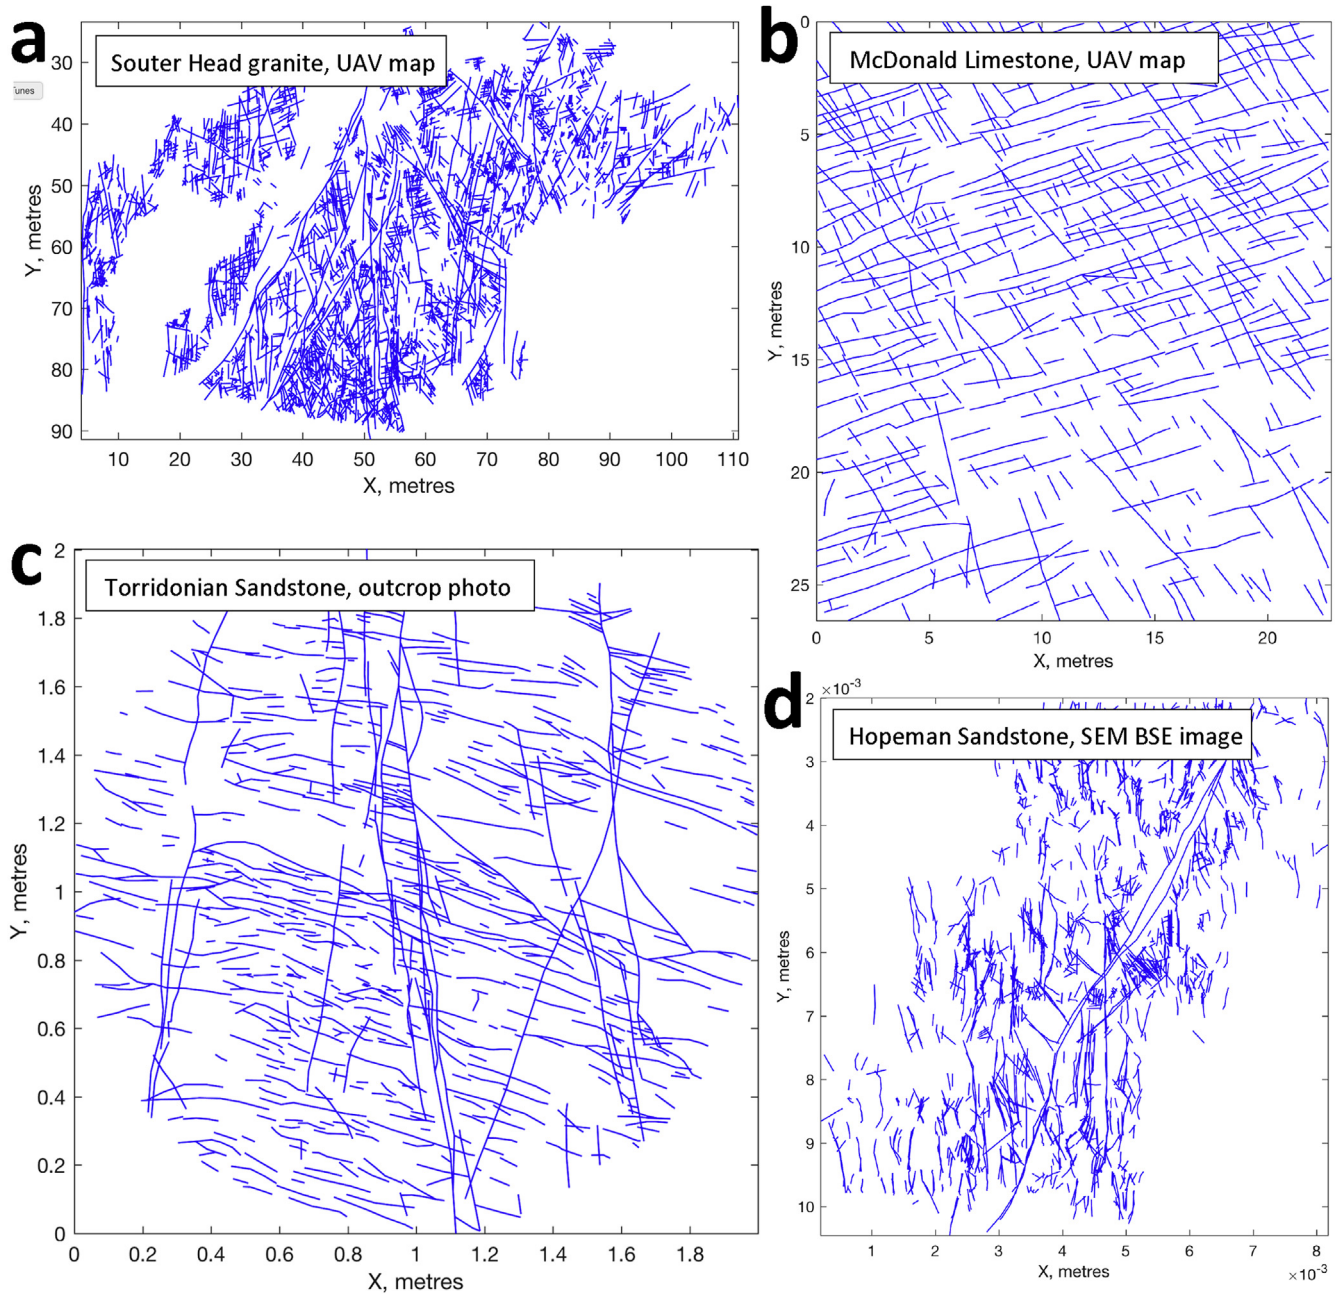 a
Tunes
Souter Head granite, UAV map
30
40
50
60
70
80
90
Y, metres
10 20 30 40 50 60 70 80 90 100 110
X, metres
b
McDonald Limestone, UAV map
0
5
10
15
20
25
Y, metres
0 5 10 15 20
X, metres
c
Torridonian Sandstone, outcrop photo
2
1.8
1.6
1.4
1.2
1
0.8
0.6
0.4
0.2
0
Y, metres
0 0.2 0.4 0.6 0.8 1 1.2 1.4 1.6 1.8
X, metres
d
×10⁻³
Hopeman Sandstone, SEM BSE image
2
3
4
5
6
7
8
9
10
Y, metres
1 2 3 4 5 6 7 8
X, metres
×10⁻³